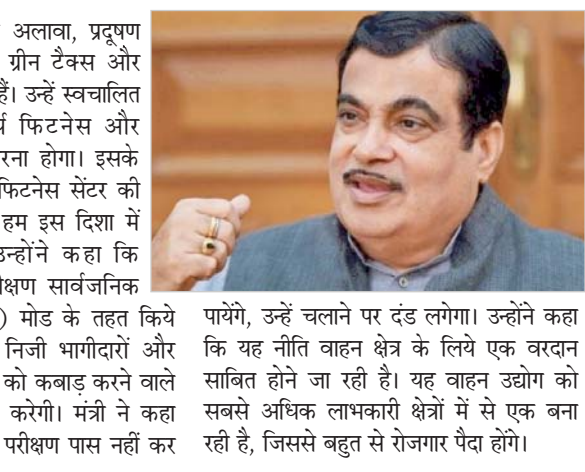 अलावा, प्रदूषण
ग्रीन टैक्स और
हैं। उन्हें स्वचालित
फिटनेस और
करना होगा। इसके
फिटनेस सेंटर की
हम इस दिशा में
उन्होंने कहा कि
सार्वजनिक
) मोड के तहत किये
निजी भागीदारों और
को कबाड़ करने वाले
करेगी। मंत्री ने कहा
परीक्षण पास नहीं कर
पायेंगे, उन्हें चलाने पर दंड लगेगा। उन्होंने कहा
कि यह नीति वाहन क्षेत्र के लिये एक वरदान
साबित होने जा रही है। यह वाहन उद्योग को
सबसे अधिक लाभकारी क्षेत्रों में से एक बना
रही है, जिससे बहुत से रोजगार पैदा होंगे।